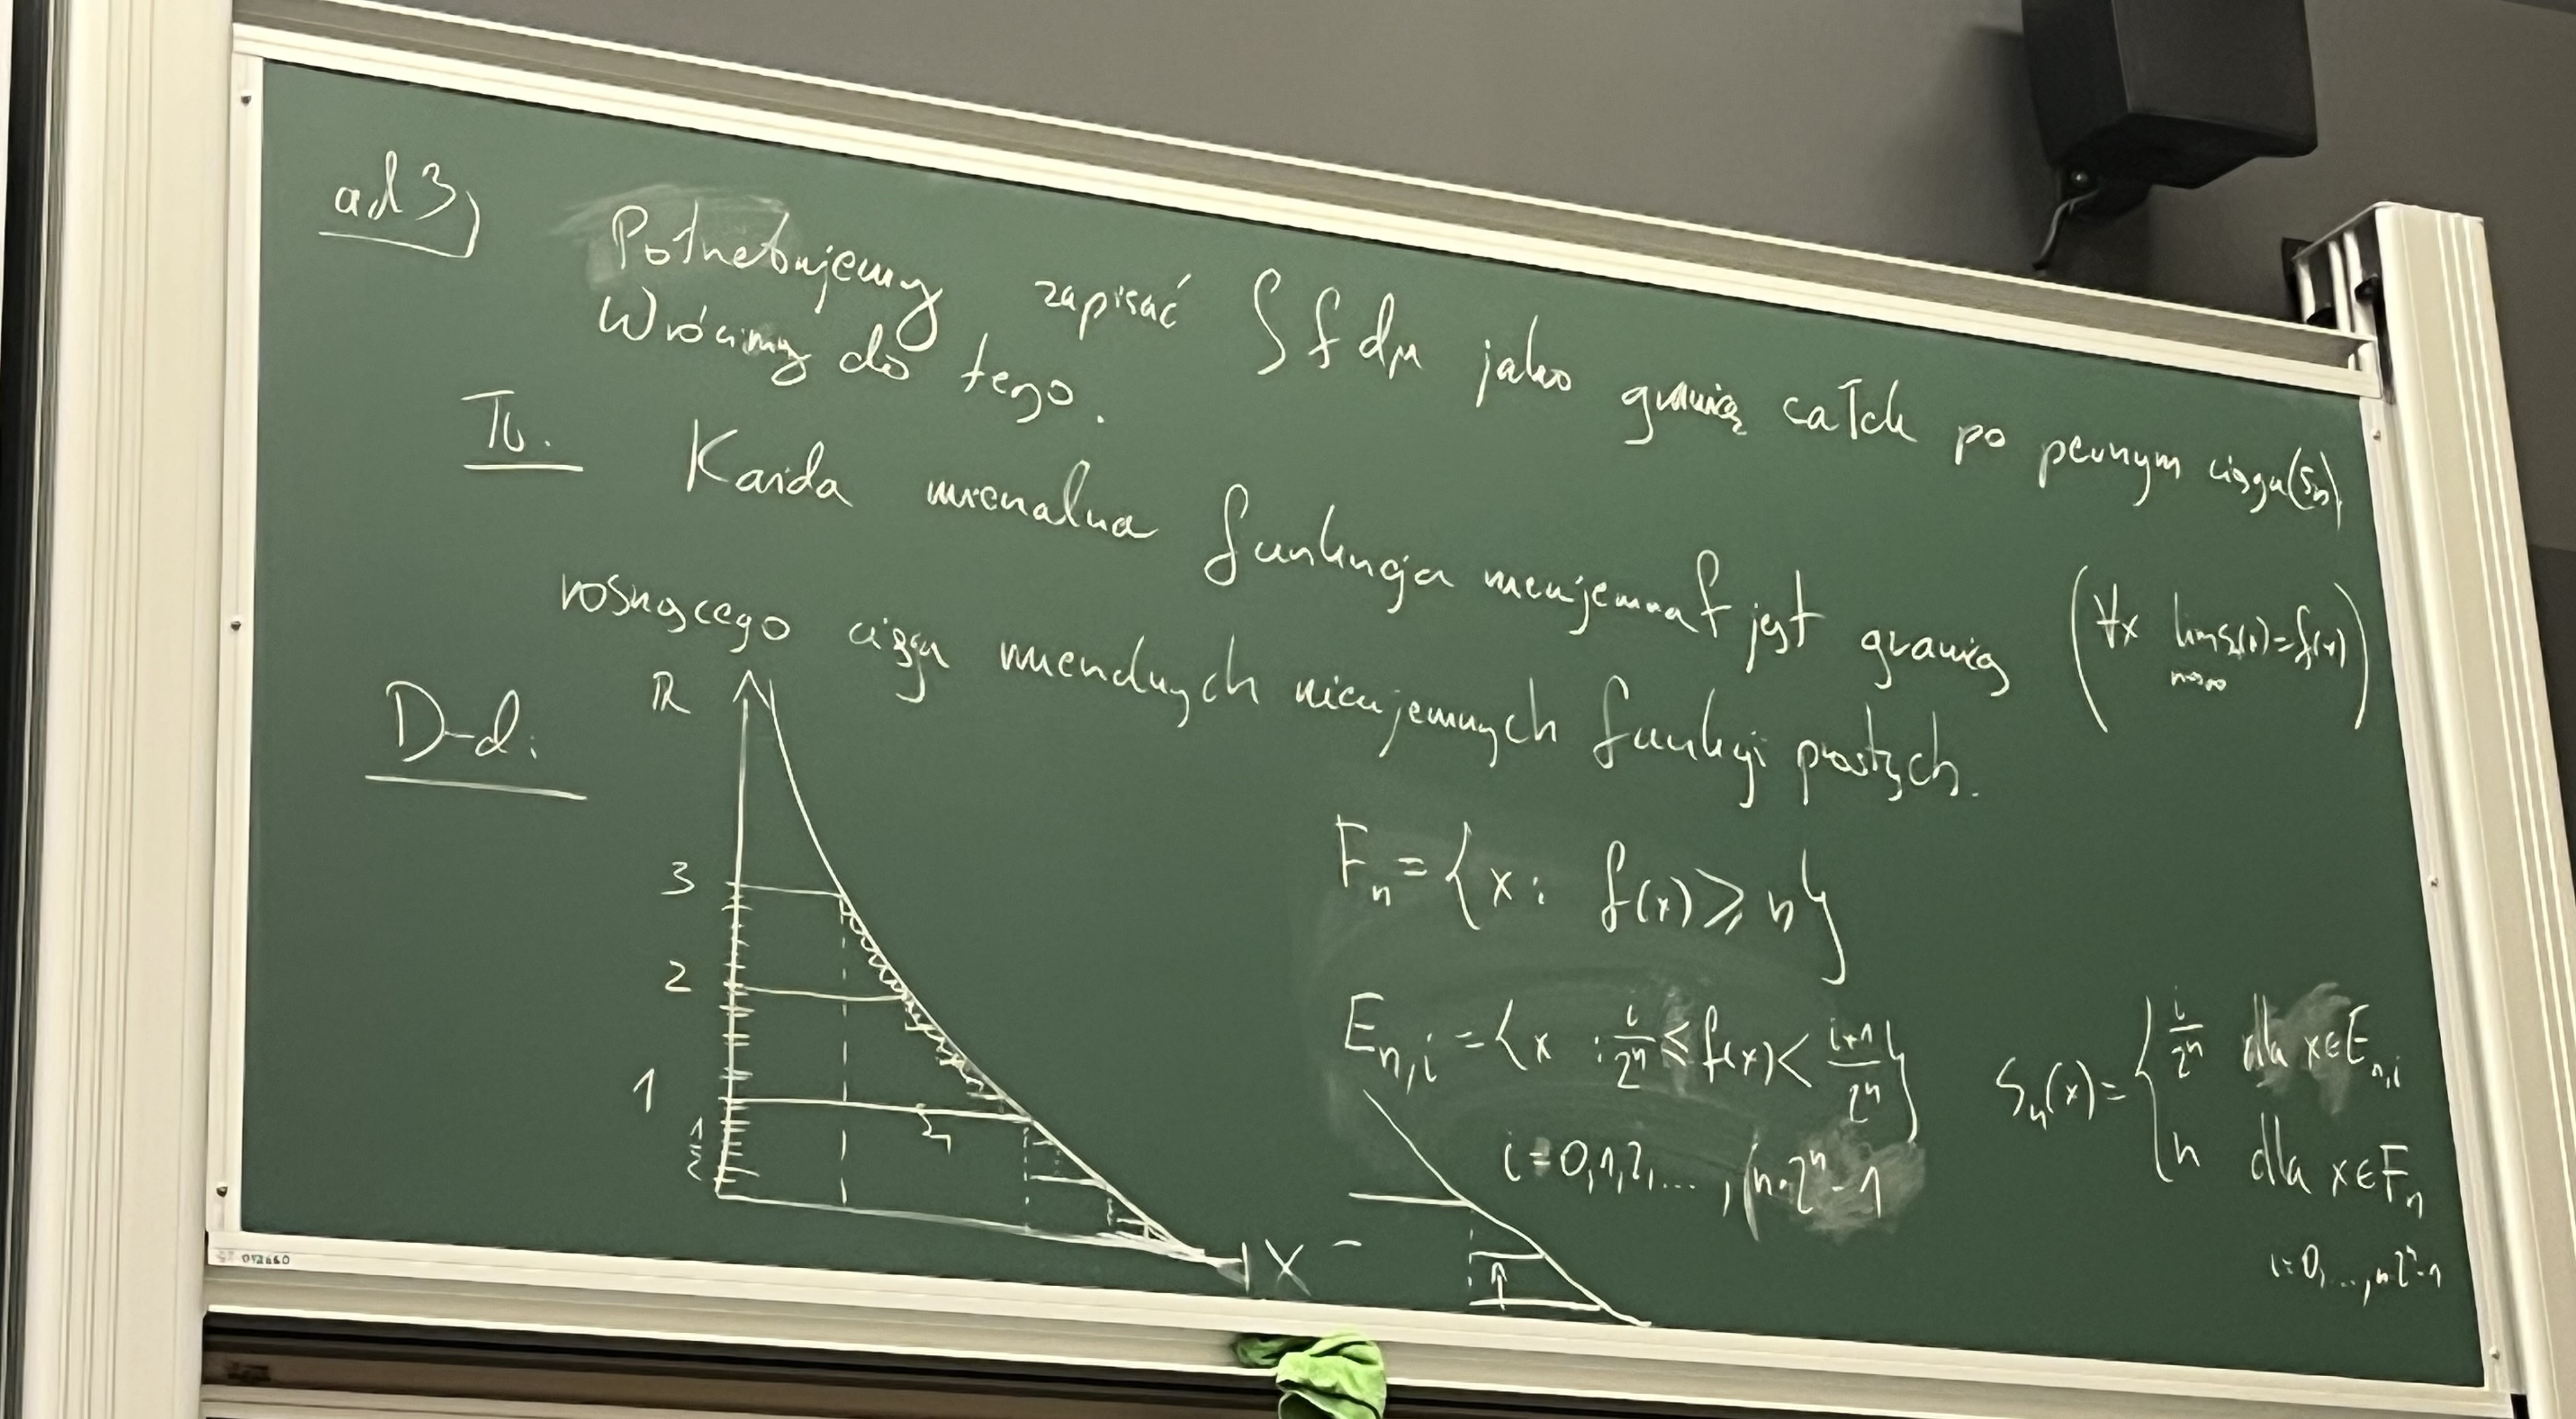 ad 3)
Potrzebujemy zapisać ∫ f dμ jako granicę całek po pewnym ciągu (sₙ)
Wrócimy do tego.
Tw. Każda mierzalna funkcja nieujemna f jest granicą (∀x lim sₙ(x) = f(x))
n→∞
rosnącego ciągu mierzalnych nieujemnych funkcji prostych.
D-d:
ℝ
3
2
1
1/2
X
Fₙ = {x : f(x) ⩾ n}
Eₙ,ᵢ = {x : i/2ⁿ ≤ f(x) < (i+1)/2ⁿ}
i = 0,1,2,..., n·2ⁿ - 1
Sₙ(x) = { i/2ⁿ dla x∈Eₙ,ᵢ
n dla x∈Fₙ
i=0,...,n2ⁿ-1